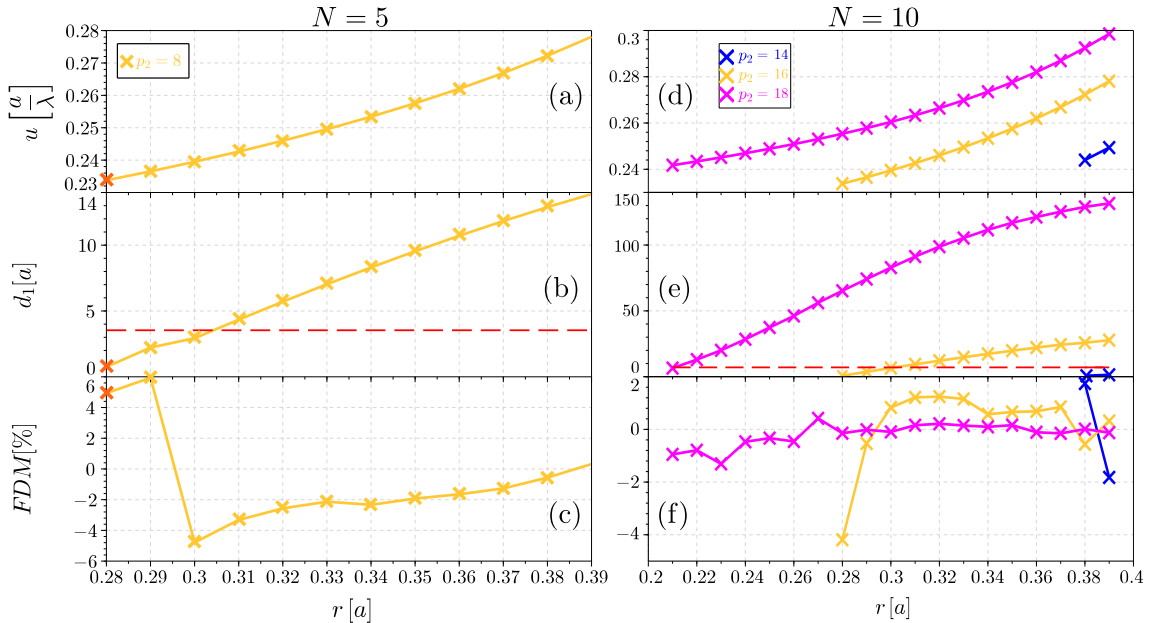 N = 5
N = 10
u [a/λ]
0.28
0.27
0.26
0.25
0.24
0.23
p₂ = 8
(a)
0.3
0.28
0.26
0.24
p₂ = 14
p₂ = 16
p₂ = 18
(d)
d₁[a]
14
10
5
0
(b)
150
100
50
0
(e)
FDM[%]
6
4
2
0
−2
−4
−6
(c)
2
0
−2
−4
(f)
0.28 0.29 0.3 0.31 0.32 0.33 0.34 0.35 0.36 0.37 0.38 0.39
0.2 0.22 0.24 0.26 0.28 0.3 0.32 0.34 0.36 0.38 0.4
r [a]
r [a]